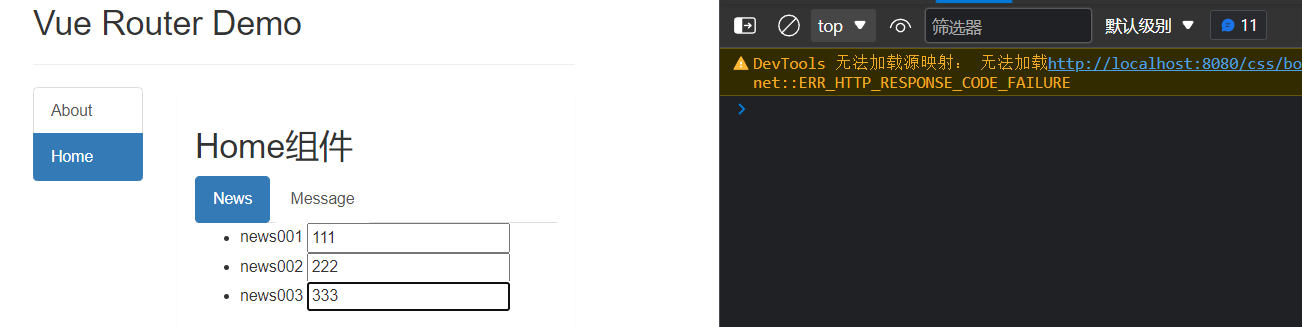 Vue Router Demo
About
Home
Home组件
News
Message
news001 111
news002 222
news003 333
top
筛选器
默认级别
11
DevTools 无法加载源映射： 无法加载http://localhost:8080/css/bo
net::ERR_HTTP_RESPONSE_CODE_FAILURE